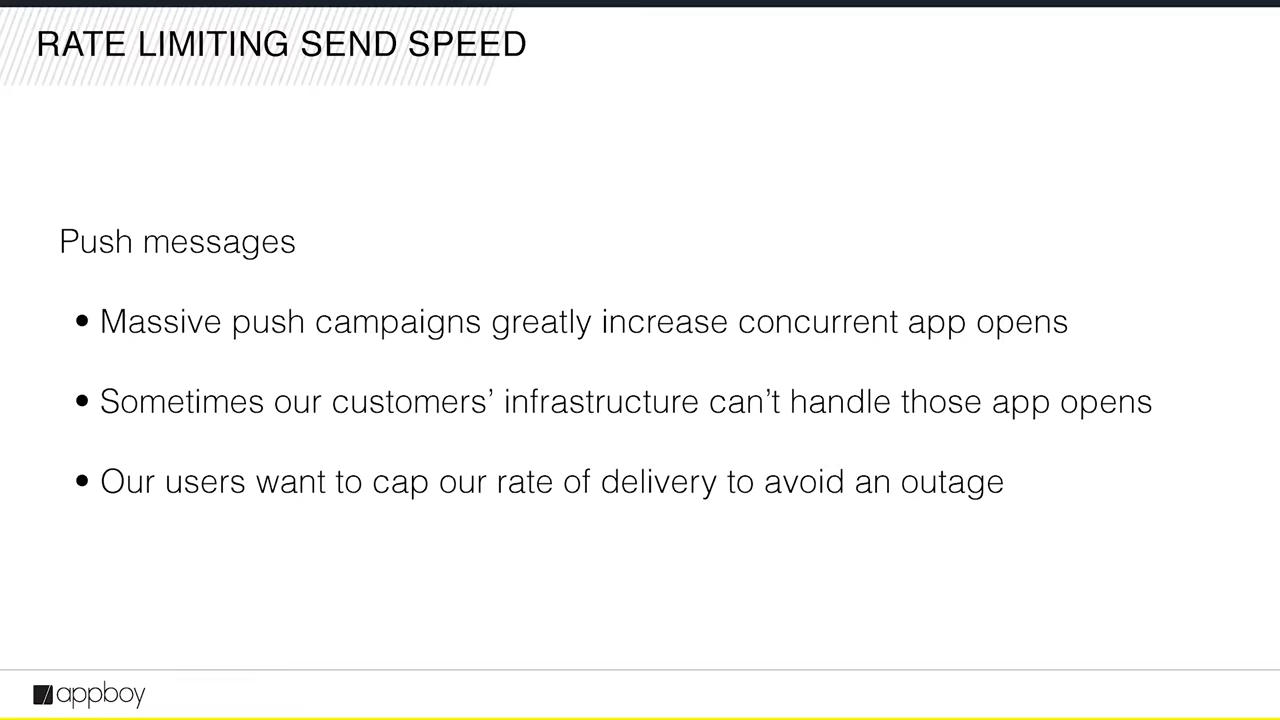 RATE LIMITING SEND SPEED
Push messages
• Massive push campaigns greatly increase concurrent app opens
• Sometimes our customers’ infrastructure can’t handle those app opens
• Our users want to cap our rate of delivery to avoid an outage
appboy